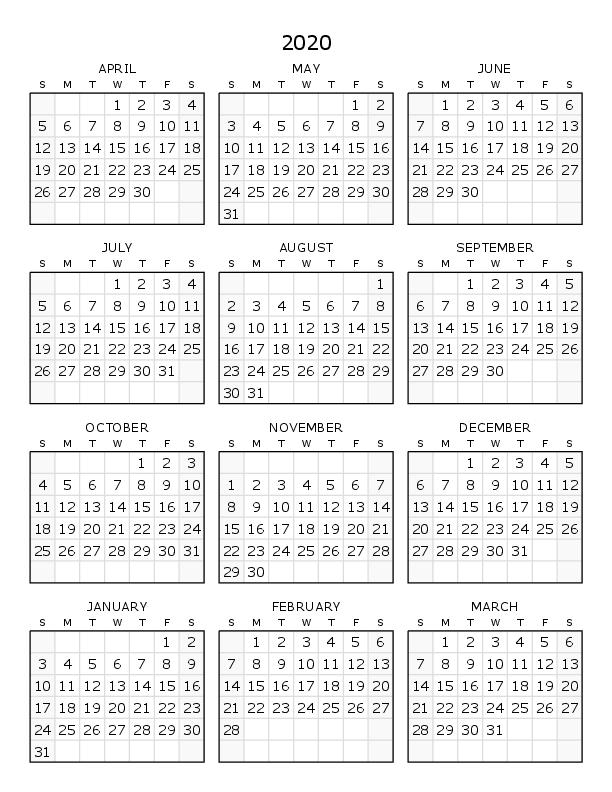 2020
APRIL MAY JUNE
S M T W T F S S M T W T F S S M T W T F S
1 2 3 4 1 2 1 2 3 4 5 6
5 6 7 8 9 10 11 3 4 5 6 7 8 9 7 8 9 10 11 12 13
12 13 14 15 16 17 18 10 11 12 13 14 15 16 14 15 16 17 18 19 20
19 20 21 22 23 24 25 17 18 19 20 21 22 23 21 22 23 24 25 26 27
26 27 28 29 30 24 25 26 27 28 29 30 28 29 30
31
JULY AUGUST SEPTEMBER
S M T W T F S S M T W T F S S M T W T F S
1 2 3 4 1 1 2 3 4 5
5 6 7 8 9 10 11 2 3 4 5 6 7 8 6 7 8 9 10 11 12
12 13 14 15 16 17 18 9 10 11 12 13 14 15 13 14 15 16 17 18 19
19 20 21 22 23 24 25 16 17 18 19 20 21 22 20 21 22 23 24 25 26
26 27 28 29 30 31 23 24 25 26 27 28 29 27 28 29 30
30 31
OCTOBER NOVEMBER DECEMBER
S M T W T F S S M T W T F S S M T W T F S
1 2 3 1 2 3 4 5
4 5 6 7 8 9 10 1 2 3 4 5 6 7 6 7 8 9 10 11 12
11 12 13 14 15 16 17 8 9 10 11 12 13 14 13 14 15 16 17 18 19
18 19 20 21 22 23 24 15 16 17 18 19 20 21 20 21 22 23 24 25 26
25 26 27 28 29 30 31 22 23 24 25 26 27 28 27 28 29 30 31
29 30
JANUARY FEBRUARY MARCH
S M T W T F S S M T W T F S S M T W T F S
1 2 1 2 3 4 5 6 1 2 3 4 5 6
3 4 5 6 7 8 9 7 8 9 10 11 12 13 7 8 9 10 11 12 13
10 11 12 13 14 15 16 14 15 16 17 18 19 20 14 15 16 17 18 19 20
17 18 19 20 21 22 23 21 22 23 24 25 26 27 21 22 23 24 25 26 27
24 25 26 27 28 29 30 28 28 29 30 31
31